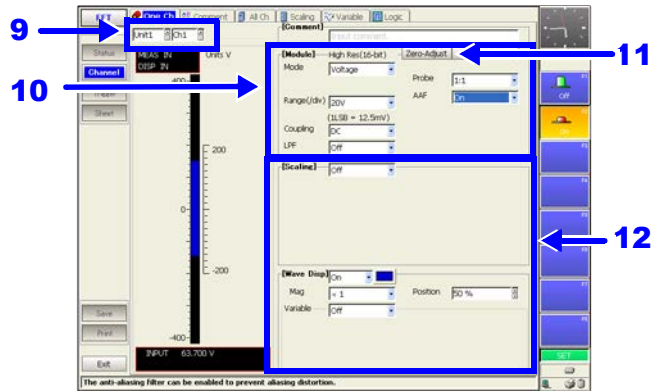 FFT One Ch Comment All Ch Scaling Variable Logic
9
Unit1 Ch1
[Comment]
Input comment.
Status
MEAS IN
DISP IN
Units V
[Module] High Res(16-bit) Zero-Adjust
11
Channel
Mode Voltage
Probe 1:1
10
400
Off
Sheet
Range(/div) 20V
AAF On
(1LSB = 12.5mV)
On
Coupling DC
LPF Off
200
[Scaling] Off
0
12
-200
[Wave Disp] On
Mag × 1
Position 50 %
Variable Off
Save
Print
-400
INPUT 63.700 V
SET
Exit
The anti-aliasing filter can be enabled to prevent aliasing distortion.